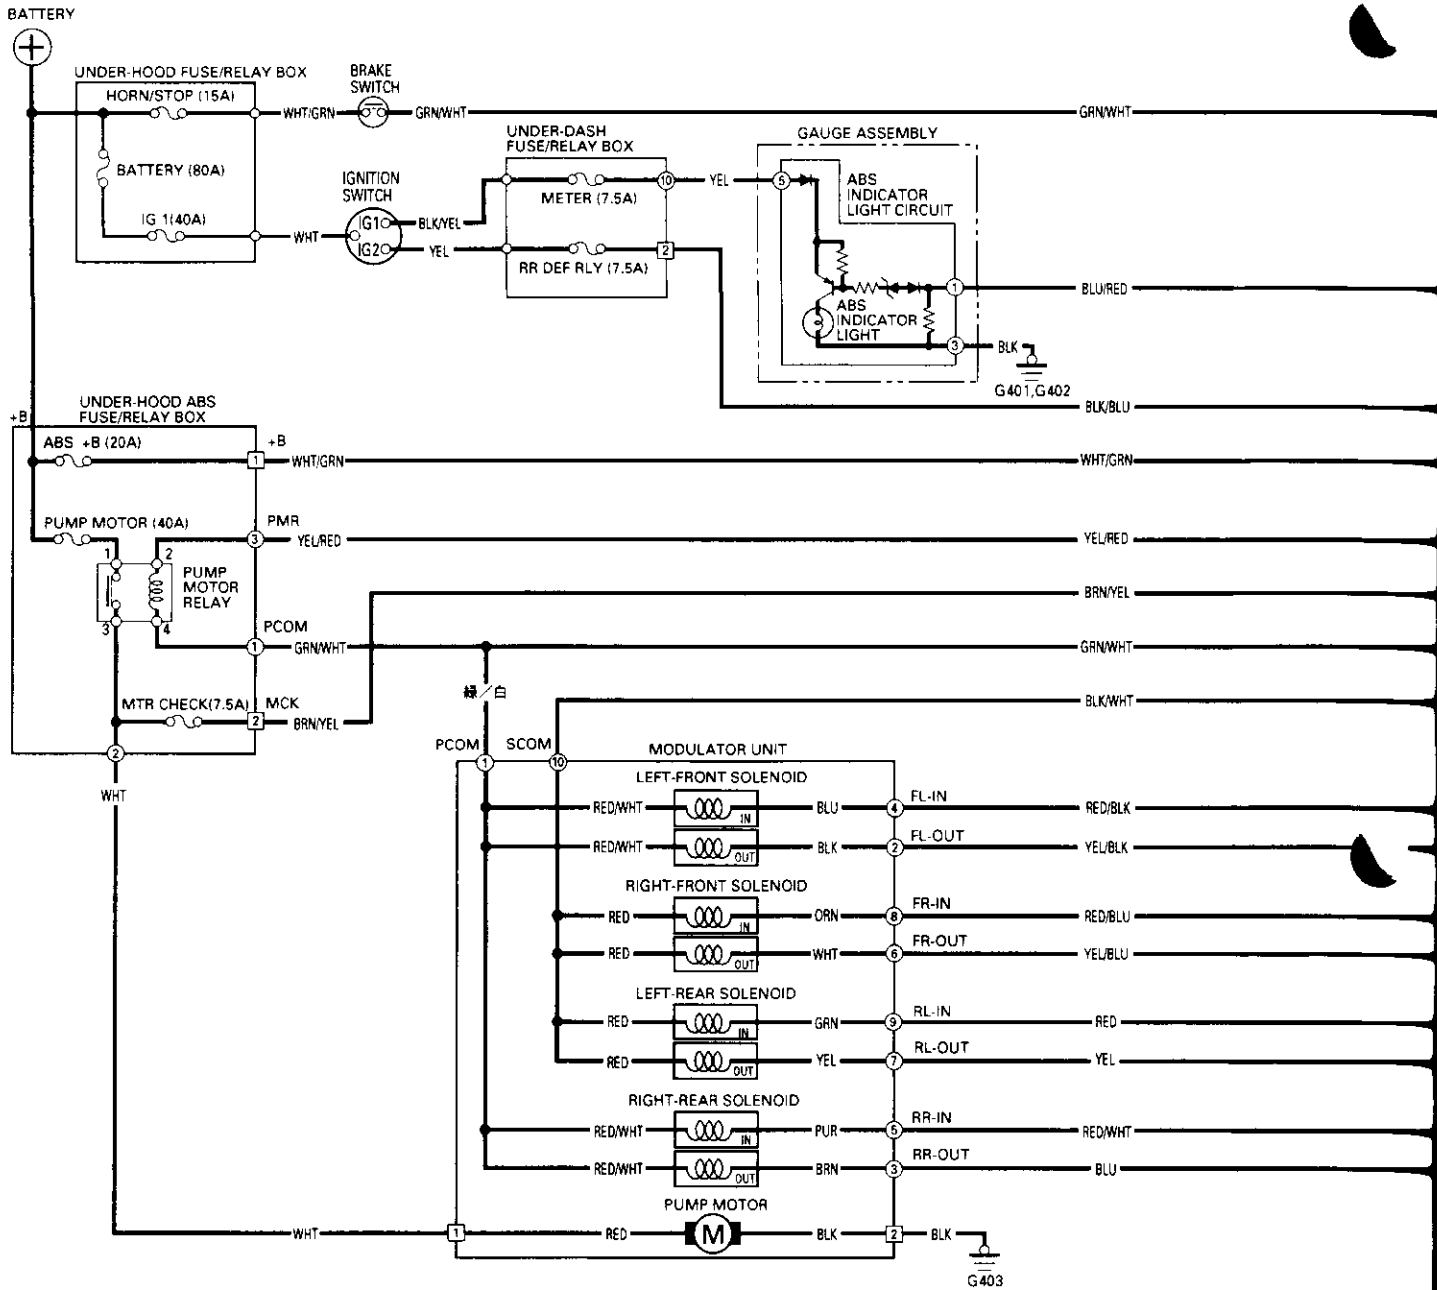 BATTERY
UNDER-HOOD FUSE/RELAY BOX
HORN/STOP (15A)
WHT/GRN
BRAKE
SWITCH
GRN/WHT
GRN/WHT
BATTERY (80A)
IG 1(40A)
WHT
IGNITION
SWITCH
IG1
IG2
BLK/YEL
YEL
UNDER-DASH
FUSE/RELAY BOX
METER (7.5A)
10
YEL
RR DEF RLY (7.5A)
2
GAUGE ASSEMBLY
5
ABS
INDICATOR
LIGHT CIRCUIT
ABS
INDICATOR
LIGHT
1
BLU/RED
3
BLK
G401,G402
BLK/BLU
UNDER-HOOD ABS
FUSE/RELAY BOX
+B
ABS +B (20A)
+B
1
WHT/GRN
WHT/GRN
PUMP MOTOR (40A)
PMR
3
YEL/RED
YEL/RED
1
2
PUMP
MOTOR
RELAY
3
4
BRN/YEL
PCOM
1
GRN/WHT
GRN/WHT
緑/白
MTR CHECK(7.5A)
MCK
2
BRN/YEL
BLK/WHT
2
WHT
PCOM
SCOM
1
10
MODULATOR UNIT
LEFT-FRONT SOLENOID
RED/WHT
IN
BLU
4
FL-IN
RED/BLK
RED/WHT
OUT
BLK
2
FL-OUT
YEL/BLK
RIGHT-FRONT SOLENOID
RED
IN
ORN
8
FR-IN
RED/BLU
RED
OUT
WHT
6
FR-OUT
YEL/BLU
LEFT-REAR SOLENOID
RED
IN
GRN
9
RL-IN
RED
RED
OUT
YEL
7
RL-OUT
YEL
RIGHT-REAR SOLENOID
RED/WHT
IN
PUR
5
RR-IN
RED/WHT
RED/WHT
OUT
BRN
3
RR-OUT
BLU
PUMP MOTOR
WHT
1
RED
M
BLK
2
BLK
G403